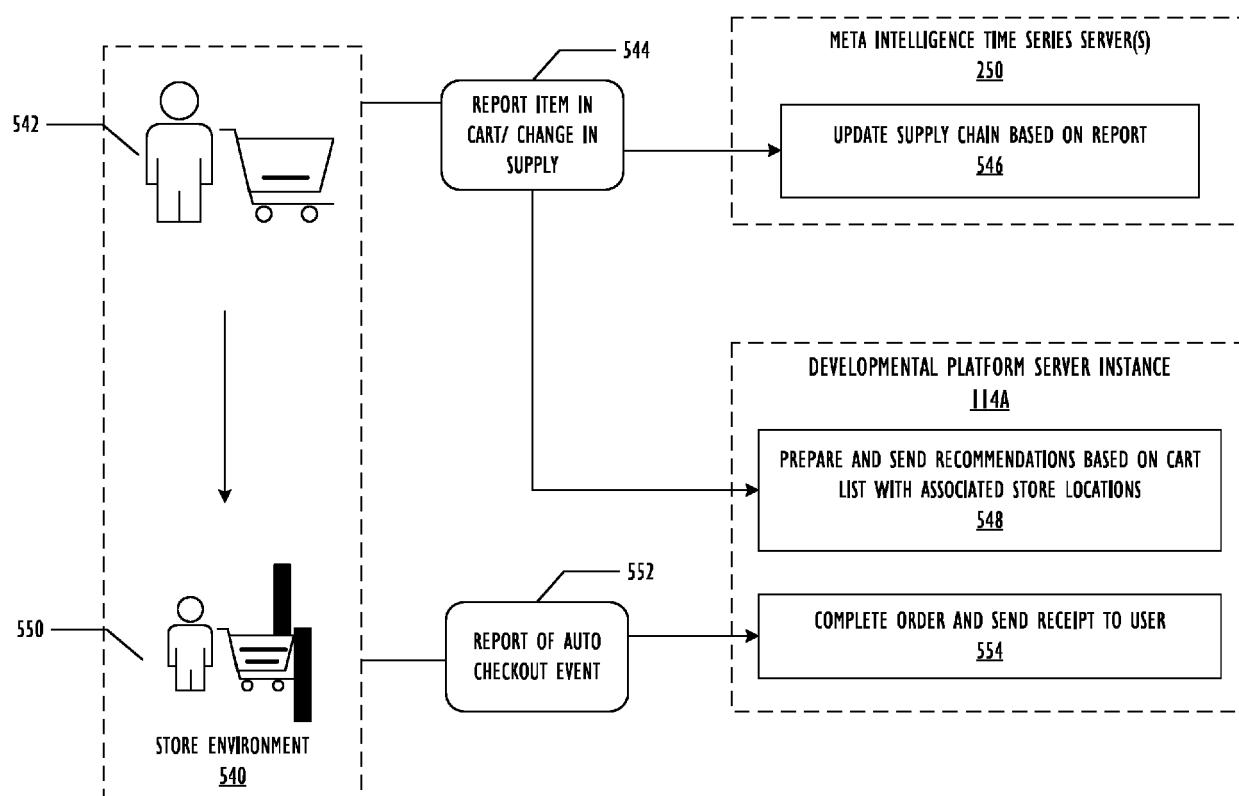 544
REPORT ITEM IN
CART/ CHANGE IN
SUPPLY
META INTELLIGENCE TIME SERIES SERVER(S)
250
UPDATE SUPPLY CHAIN BASED ON REPORT
546
542
DEVELOPMENTAL PLATFORM SERVER INSTANCE
114A
PREPARE AND SEND RECOMMENDATIONS BASED ON CART
LIST WITH ASSOCIATED STORE LOCATIONS
548
552
REPORT OF AUTO
CHECKOUT EVENT
COMPLETE ORDER AND SEND RECEIPT TO USER
554
550
STORE ENVIRONMENT
540